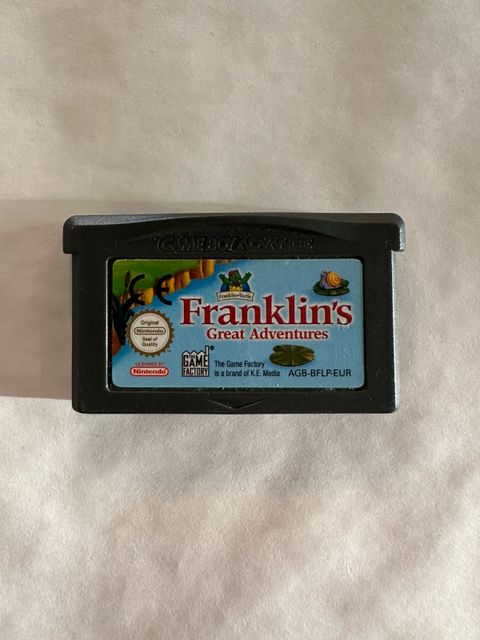 GAME BOY ADVANCE
CE
Franklin the Turtle
Franklin's
Great Adventures
Original
Nintendo
Seal of
Quality
LICENSED BY
Nintendo
THE
GAME
FACTORY
®
The Game Factory
is a brand of K.E. Media
AGB-BFLP-EUR